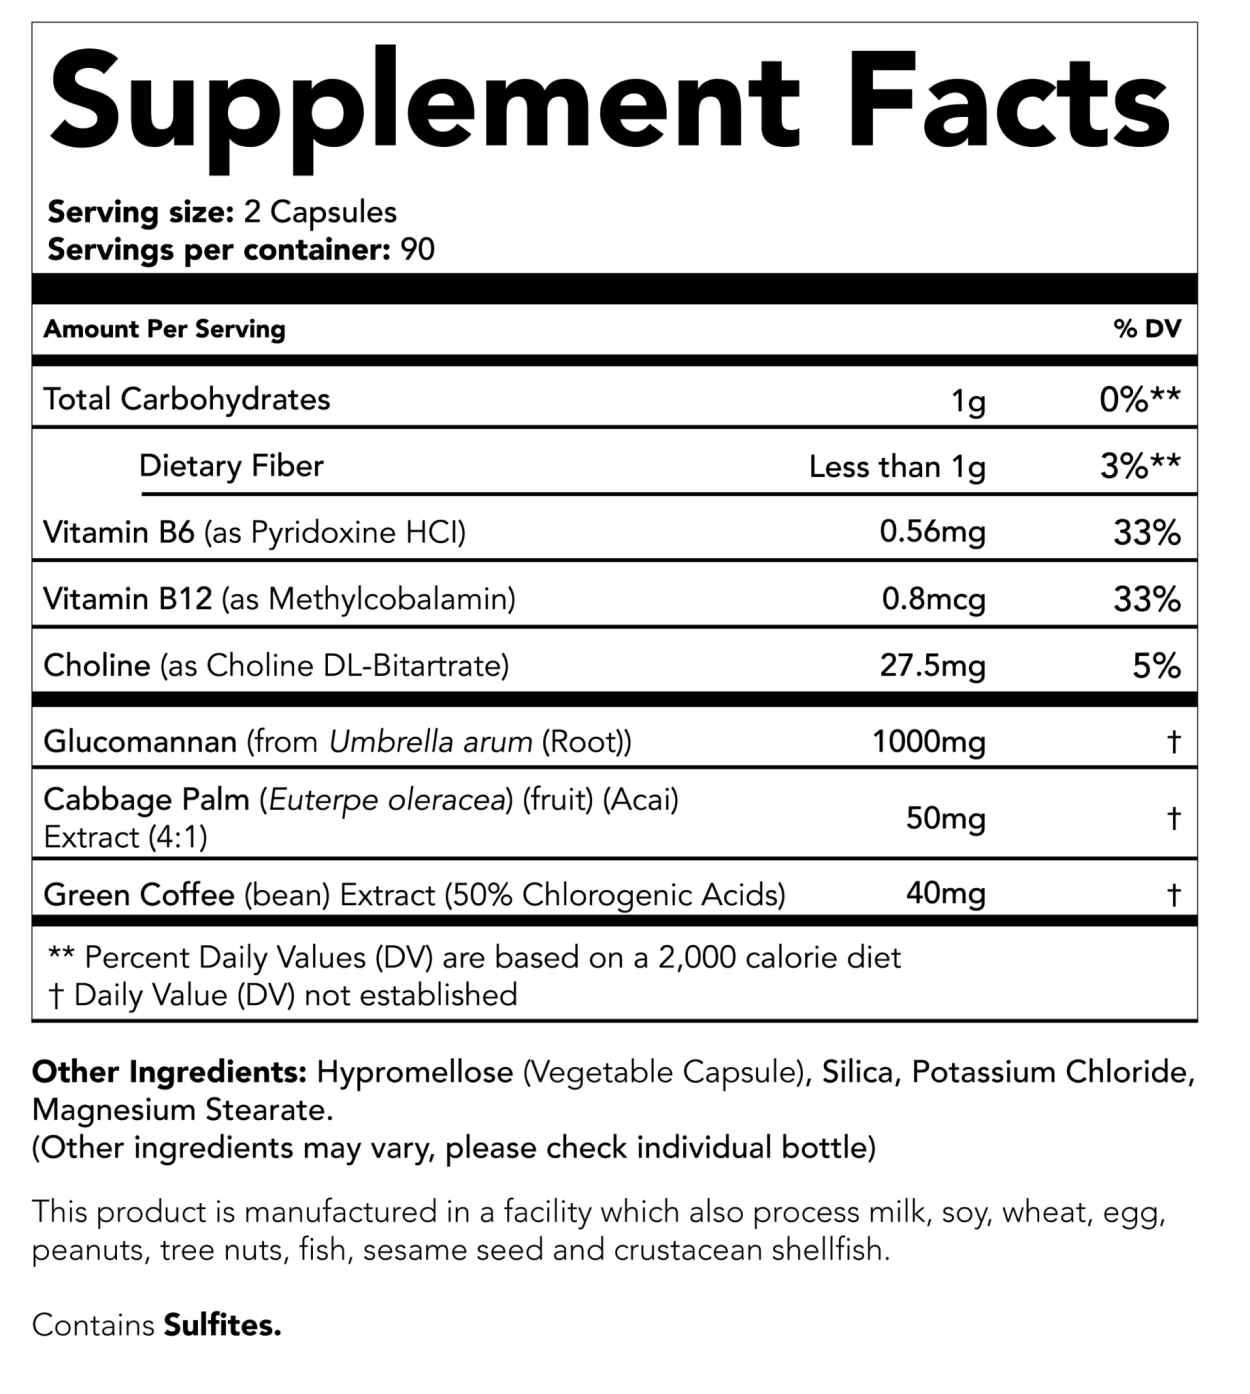 Supplement Facts
Serving size: 2 Capsules
Servings per container: 90
Amount Per Serving % DV
Total Carbohydrates 1g 0%**
Dietary Fiber Less than 1g 3%**
Vitamin B6 (as Pyridoxine HCl) 0.56mg 33%
Vitamin B12 (as Methylcobalamin) 0.8mcg 33%
Choline (as Choline DL-Bitartrate) 27.5mg 5%
Glucomannan (from Umbrella arum (Root)) 1000mg †
Cabbage Palm (Euterpe oleracea) (fruit) (Acai)
Extract (4:1) 50mg †
Green Coffee (bean) Extract (50% Chlorogenic Acids) 40mg †
** Percent Daily Values (DV) are based on a 2,000 calorie diet
† Daily Value (DV) not established
Other Ingredients: Hypromellose (Vegetable Capsule), Silica, Potassium Chloride,
Magnesium Stearate.
(Other ingredients may vary, please check individual bottle)
This product is manufactured in a facility which also process milk, soy, wheat, egg,
peanuts, tree nuts, fish, sesame seed and crustacean shellfish.
Contains Sulfites.